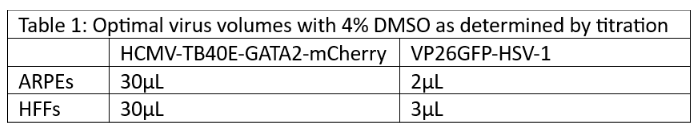 Table 1: Optimal virus volumes with 4% DMSO as determined by titration
HCMV-TB40E-GATA2-mCherry VP26GFP-HSV-1
ARPEs 30µL 2µL
HFFs 30µL 3µL